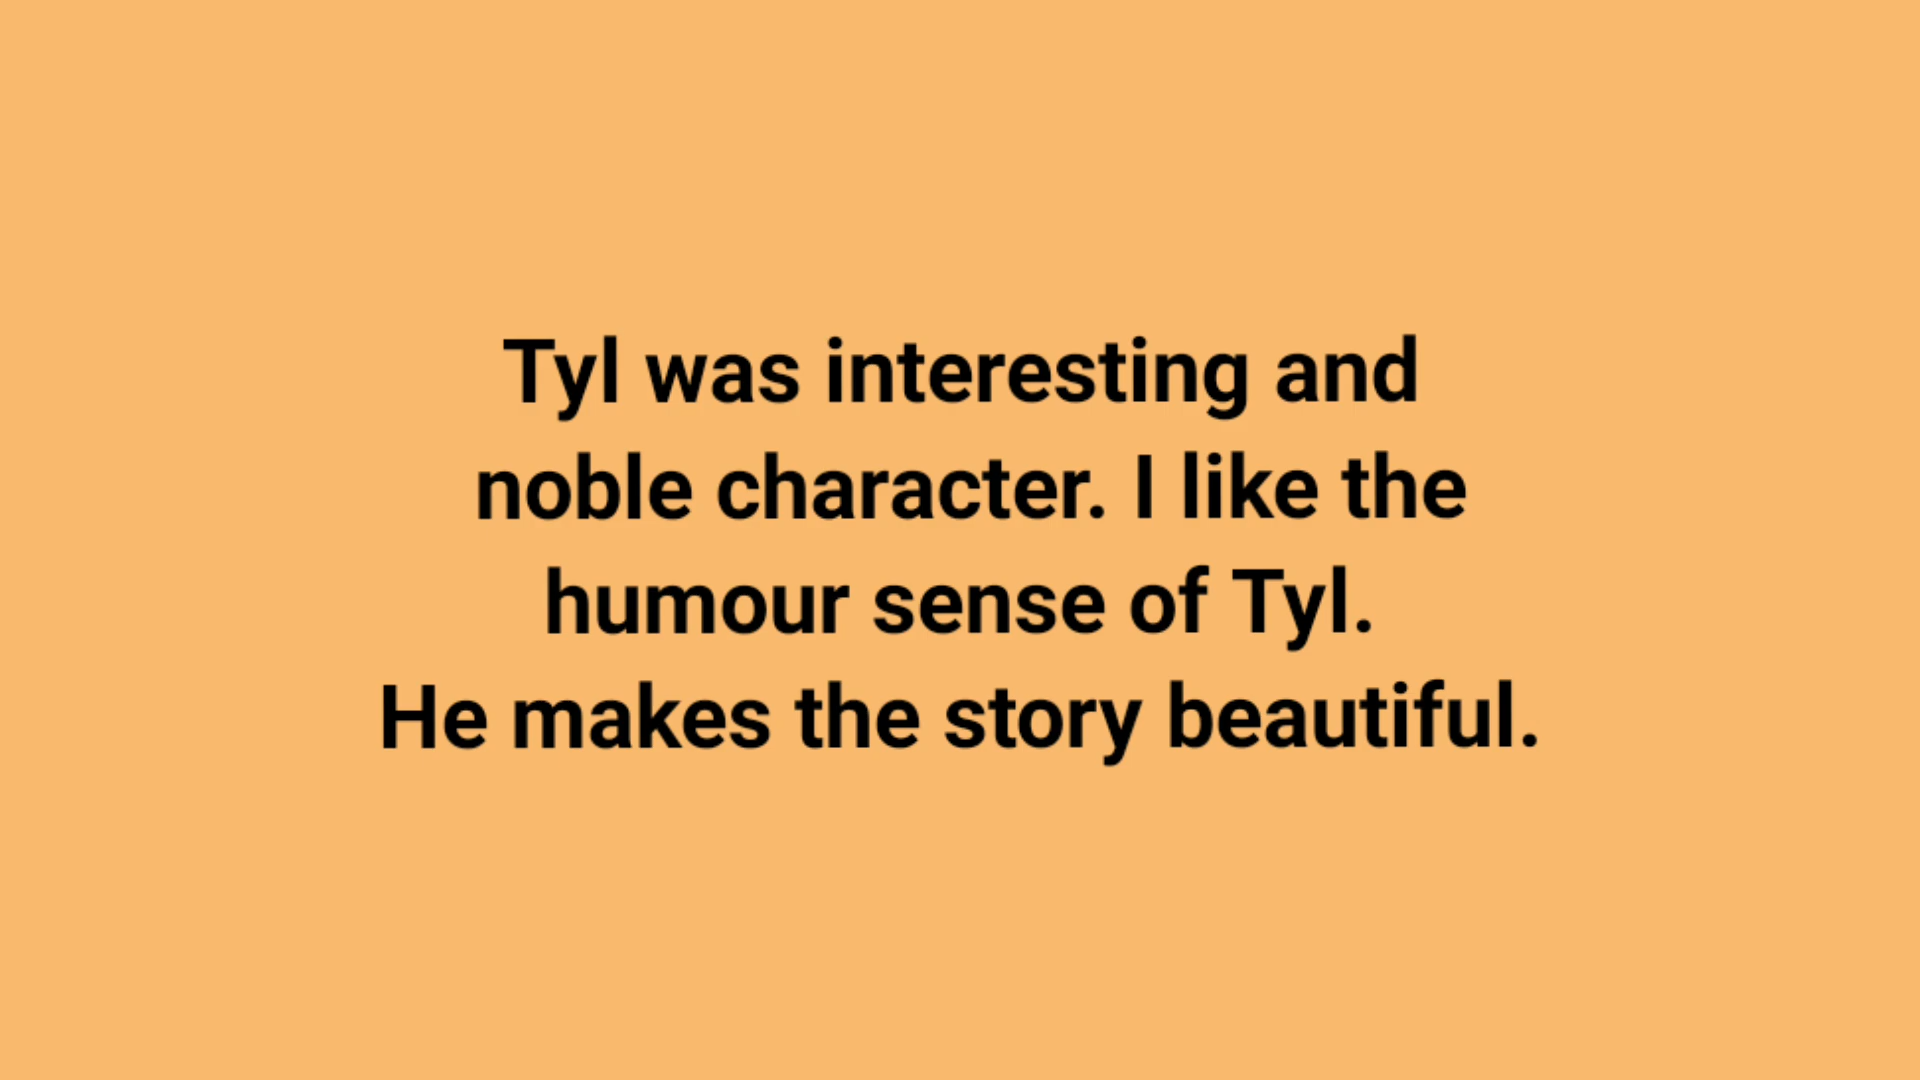 Tyl was interesting and
noble character. I like the
humour sense of Tyl.
He makes the story beautiful.